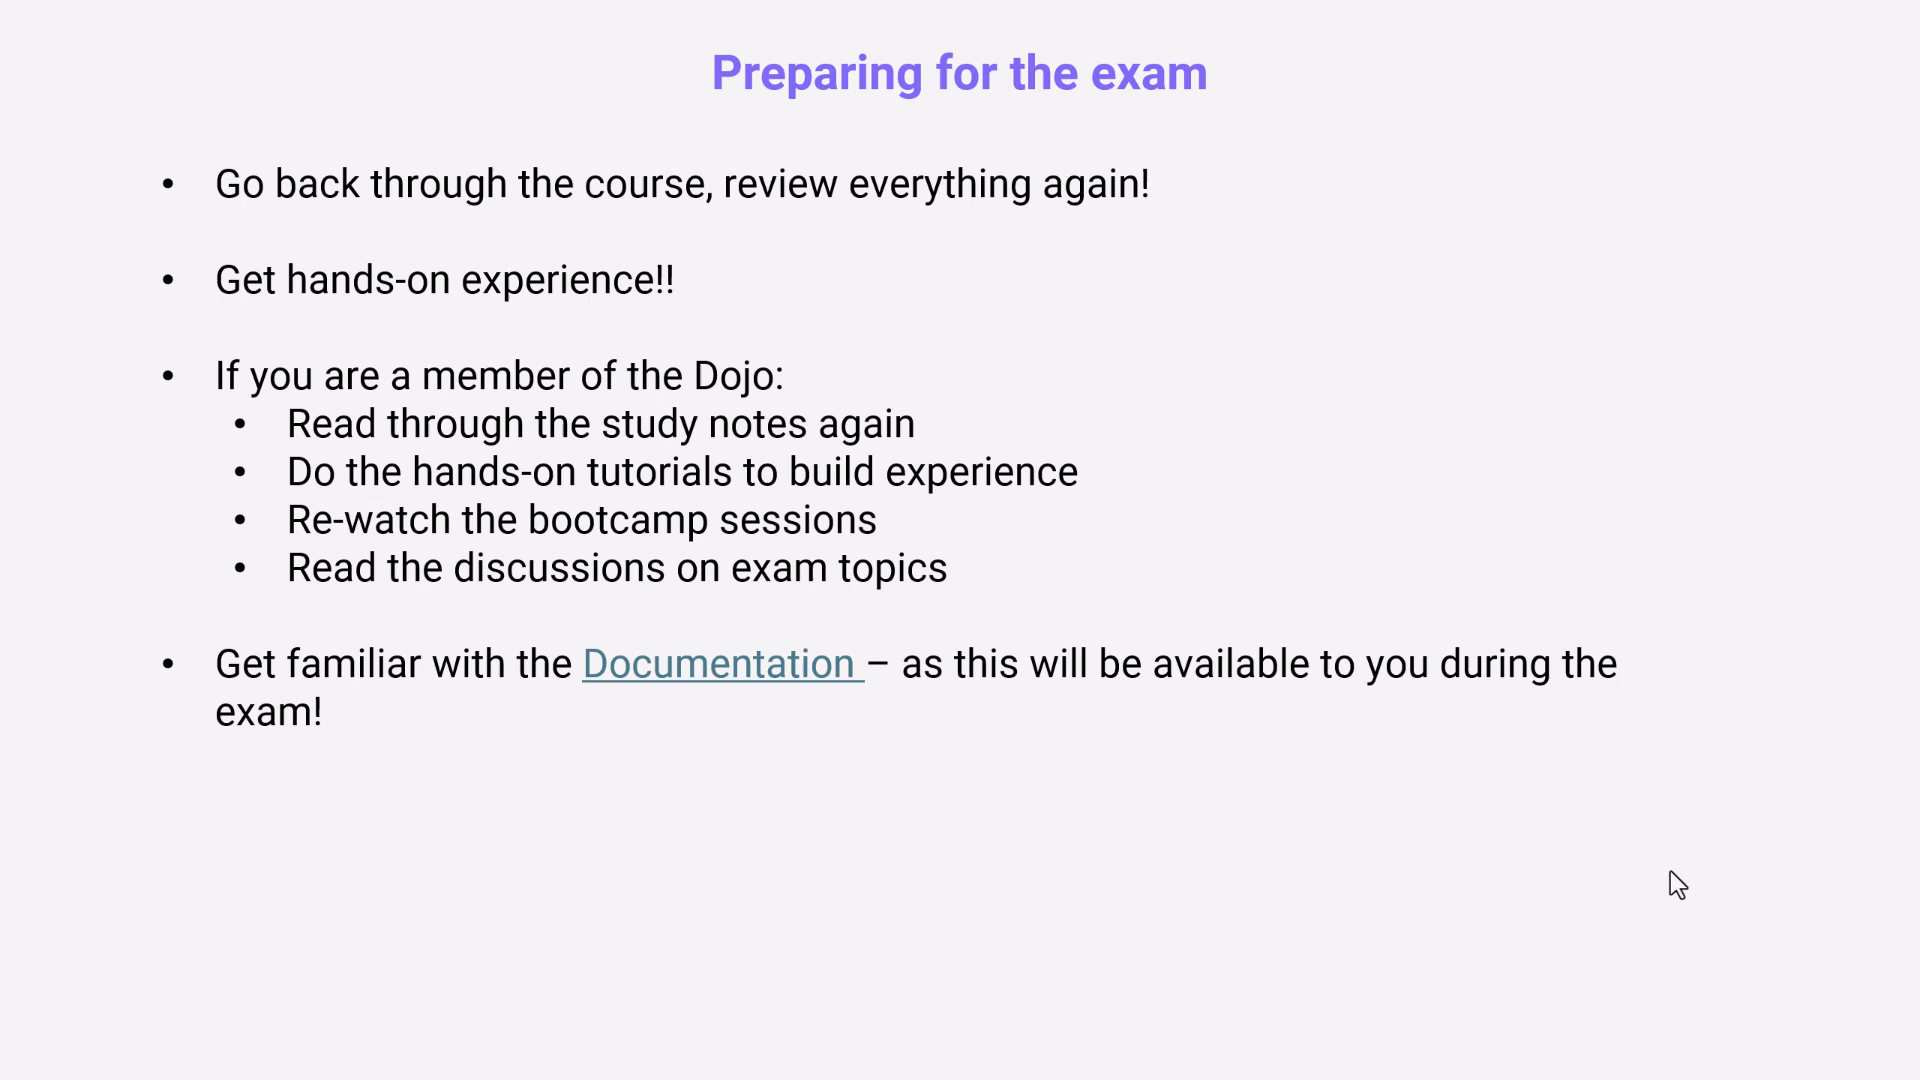 Preparing for the exam
• Go back through the course, review everything again!
• Get hands-on experience!!
• If you are a member of the Dojo:
• Read through the study notes again
• Do the hands-on tutorials to build experience
• Re-watch the bootcamp sessions
• Read the discussions on exam topics
• Get familiar with the Documentation – as this will be available to you during the
exam!